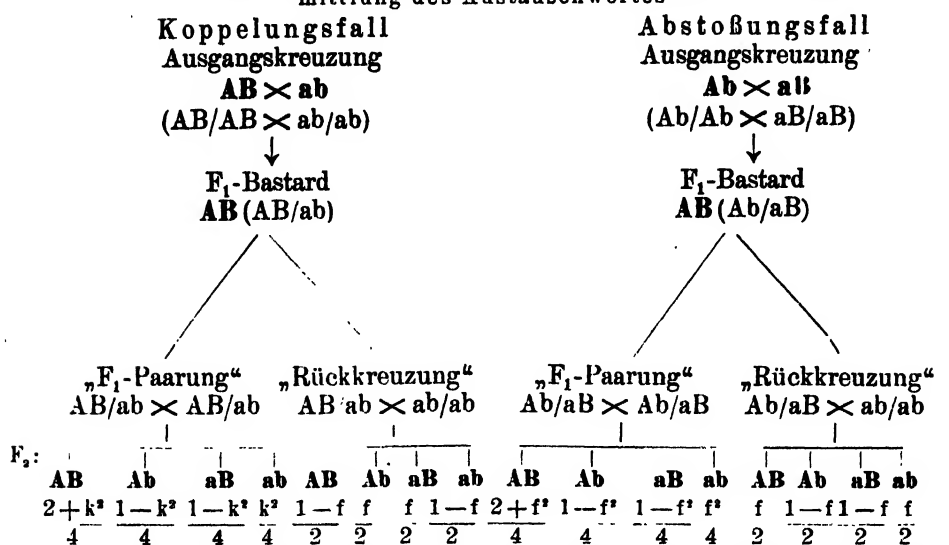 mittlung des Austauschwertes
Koppelungsfall Abstoßungsfall
Ausgangskreuzung Ausgangskreuzung
AB × ab Ab × aB
(AB/AB × ab/ab) (Ab/Ab × aB/aB)
F₁-Bastard F₁-Bastard
AB (AB/ab) AB (Ab/aB)
„F₁-Paarung“ „Rückkreuzung“ „F₁-Paarung“ „Rückkreuzung“
AB/ab × AB/ab AB ab × ab/ab Ab/aB × Ab/aB Ab/aB × ab/ab
F₂:
AB Ab aB ab AB Ab aB ab AB Ab aB ab AB Ab aB ab
2+k² 1—k² 1—k² k² 1—f f f 1—f 2+f² 1—f² 1—f² f² f 1—f 1—f f
4 4 4 4 2 2 2 2 4 4 4 4 2 2 2 2